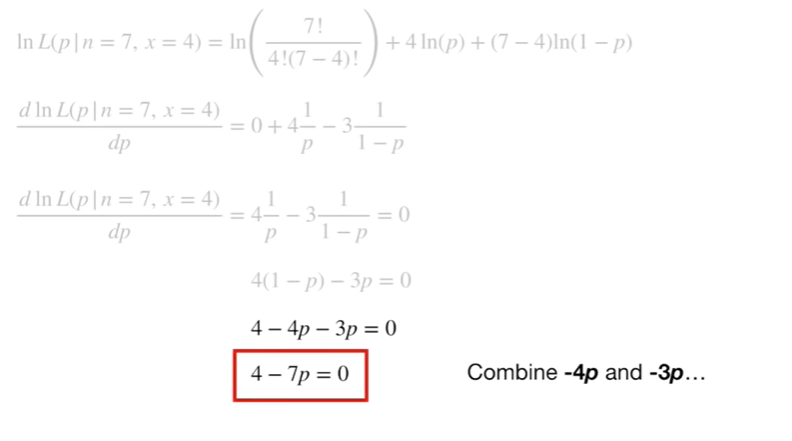 ln L(p | n = 7, x = 4) = ln( 7! / 4!(7 − 4)! ) + 4 ln(p) + (7 − 4)ln(1 − p)
d ln L(p | n = 7, x = 4) / dp = 0 + 4 1/p − 3 1/(1 − p)
d ln L(p | n = 7, x = 4) / dp = 4 1/p − 3 1/(1 − p) = 0
4(1 − p) − 3p = 0
4 − 4p − 3p = 0
4 − 7p = 0 Combine -4p and -3p…